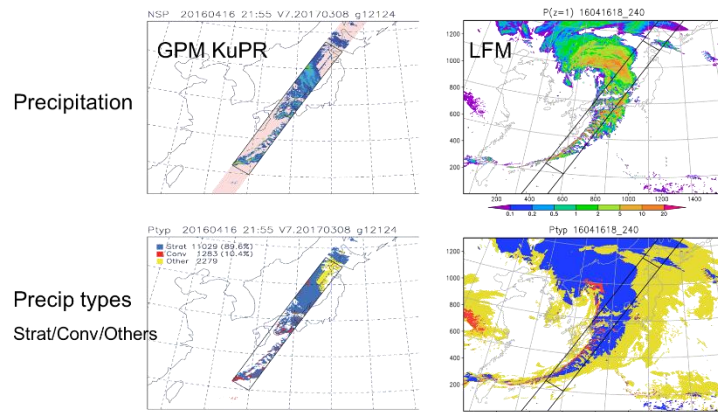 NSP 20160416 21:55 V7.20170308 g12124
P(z=1) 16041618_240
GPM KuPR
LFM
Precipitation
1200
1000
800
600
400
200
200 400 600 800 1000 1200 1400
0.1 0.2 0.5 1 2 5 10 20
Ptyp 20160416 21:55 V7.20170308 g12124
Ptyp 16041618_240
Strat 11029 (89.6%)
Conv 1283 (10.4%)
Other 2279
Precip types
Strat/Conv/Others
1200
1000
800
600
400
200